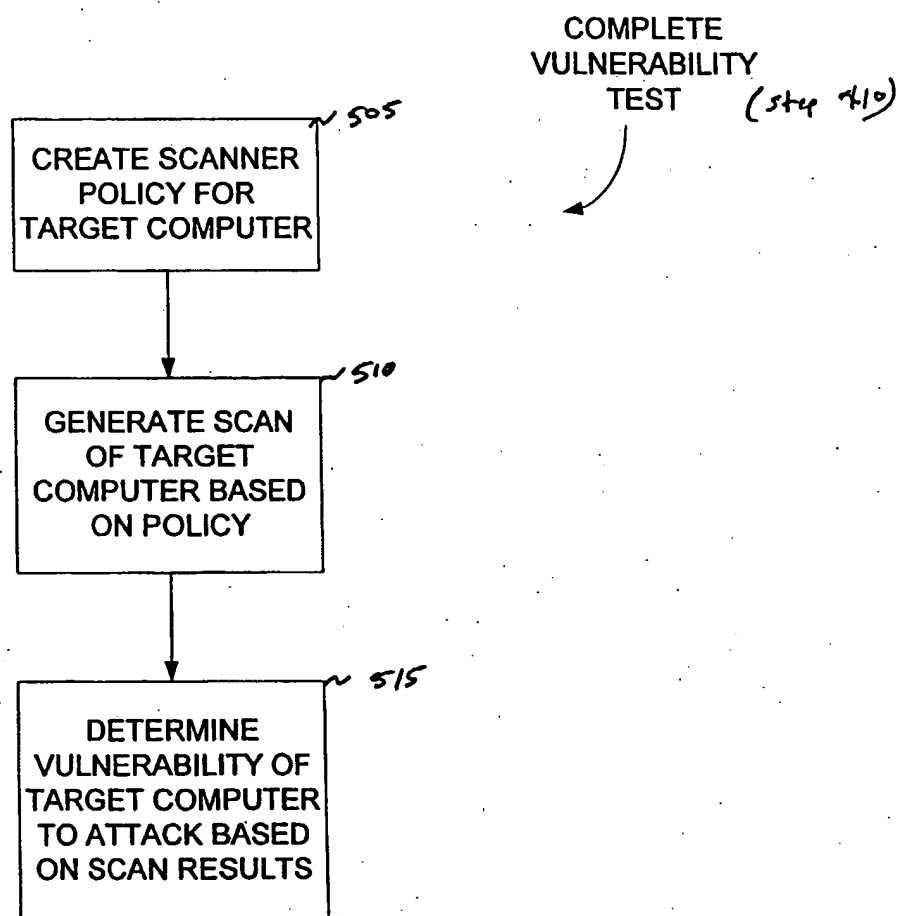 COMPLETE
VULNERABILITY
TEST (step 410)
505
CREATE SCANNER
POLICY FOR
TARGET COMPUTER
510
GENERATE SCAN
OF TARGET
COMPUTER BASED
ON POLICY
515
DETERMINE
VULNERABILITY OF
TARGET COMPUTER
TO ATTACK BASED
ON SCAN RESULTS